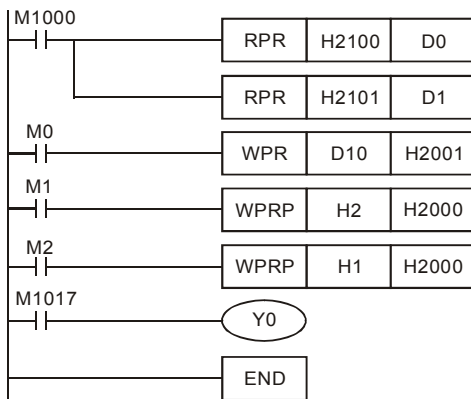 M1000
RPR H2100 D0
RPR H2101 D1
M0
WPR D10 H2001
M1
WPRP H2 H2000
M2
WPRP H1 H2000
M1017
Y0
END